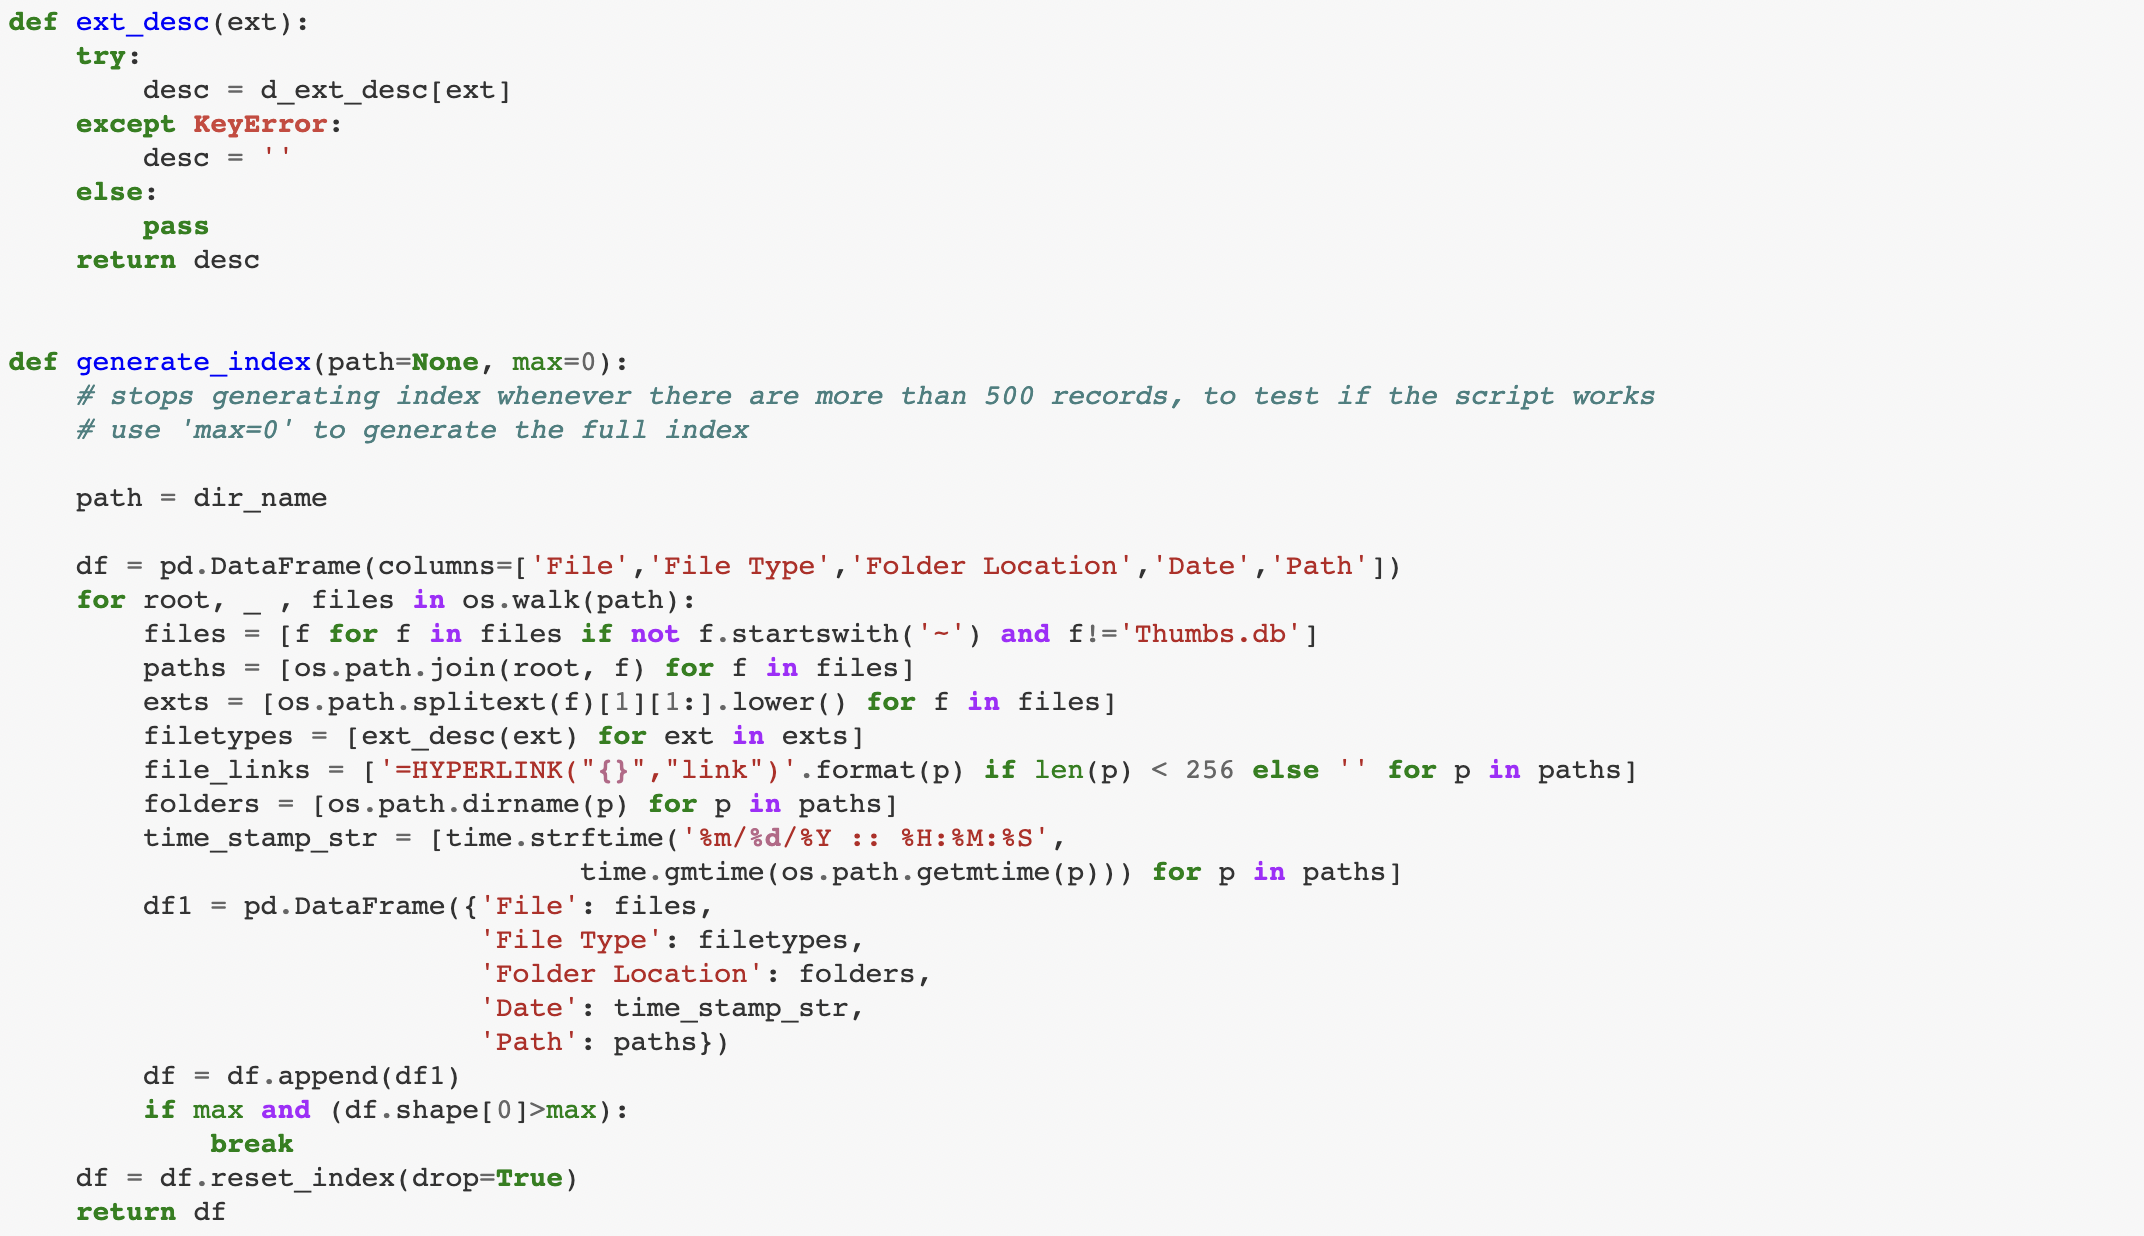 def ext_desc(ext):
    try:
        desc = d_ext_desc[ext]
    except KeyError:
        desc = ''
    else:
        pass
    return desc


def generate_index(path=None, max=0):
    # stops generating index whenever there are more than 500 records, to test if the script works
    # use 'max=0' to generate the full index

    path = dir_name

    df = pd.DataFrame(columns=['File','File Type','Folder Location','Date','Path'])
    for root, _ , files in os.walk(path):
        files = [f for f in files if not f.startswith('~') and f!='Thumbs.db']
        paths = [os.path.join(root, f) for f in files]
        exts = [os.path.splitext(f)[1][1:].lower() for f in files]
        filetypes = [ext_desc(ext) for ext in exts]
        file_links = ['=HYPERLINK("{}","link")'.format(p) if len(p) < 256 else '' for p in paths]
        folders = [os.path.dirname(p) for p in paths]
        time_stamp_str = [time.strftime('%m/%d/%Y :: %H:%M:%S',
                                  time.gmtime(os.path.getmtime(p))) for p in paths]
        df1 = pd.DataFrame({'File': files,
                            'File Type': filetypes,
                            'Folder Location': folders,
                            'Date': time_stamp_str,
                            'Path': paths})
        df = df.append(df1)
        if max and (df.shape[0]>max):
            break
    df = df.reset_index(drop=True)
    return df